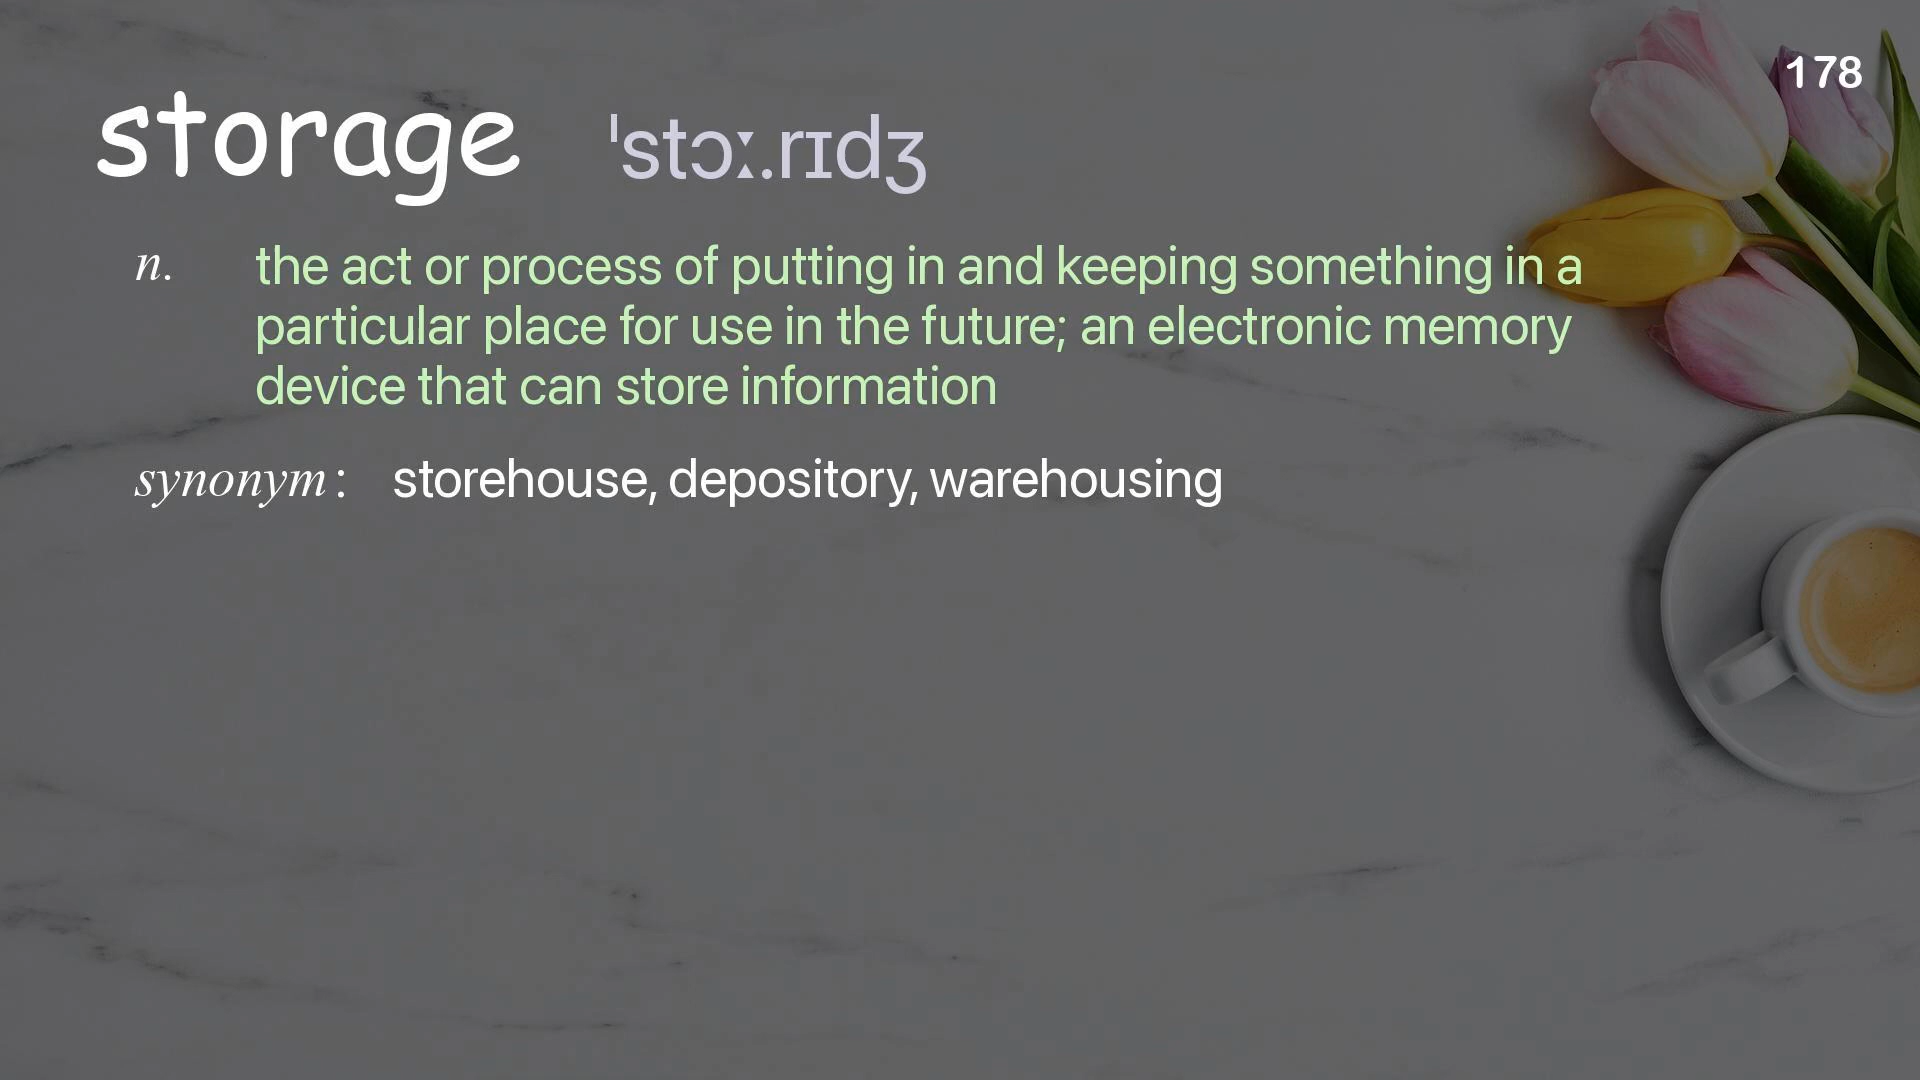 178
storage ˈstɔː.rɪdʒ
n. the act or process of putting in and keeping something in a
particular place for use in the future; an electronic memory
device that can store information
synonym: storehouse, depository, warehousing